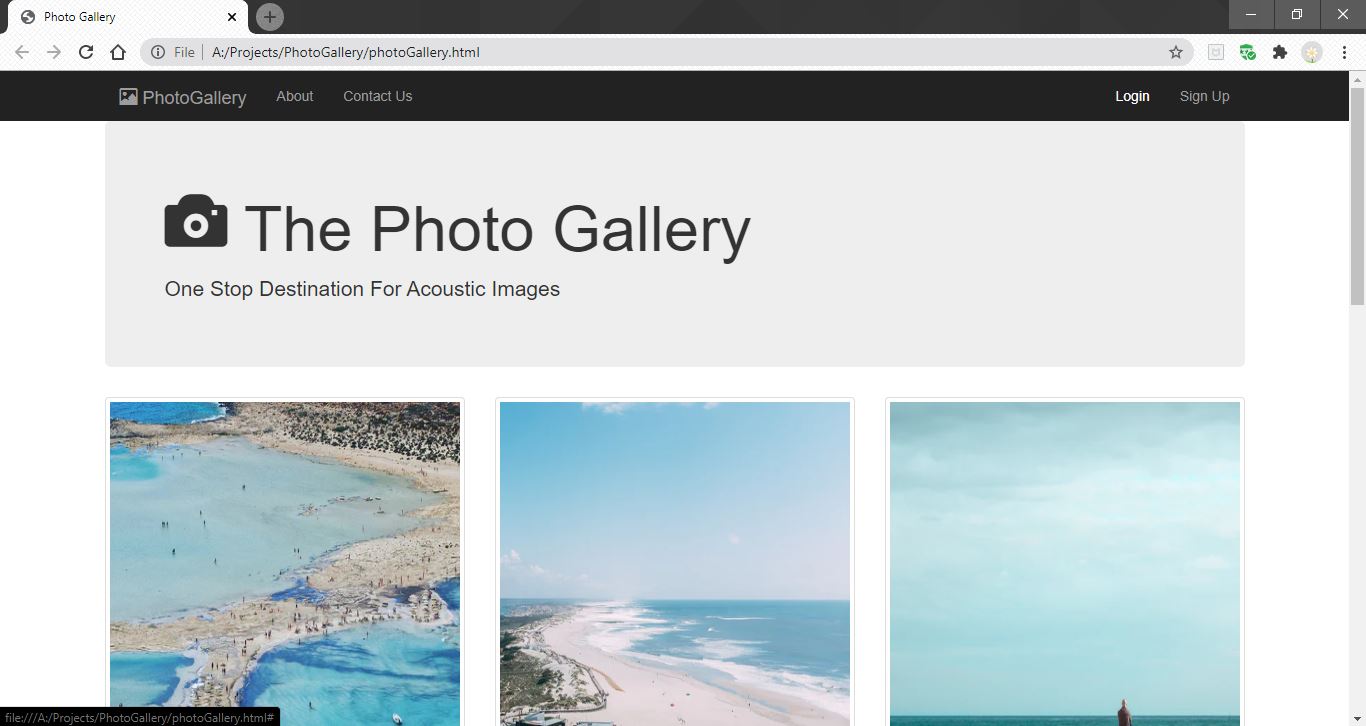 Photo Gallery
File A:/Projects/PhotoGallery/photoGallery.html
PhotoGallery About Contact Us Login Sign Up
The Photo Gallery
One Stop Destination For Acoustic Images
file:///A:/Projects/PhotoGallery/photoGallery.html#